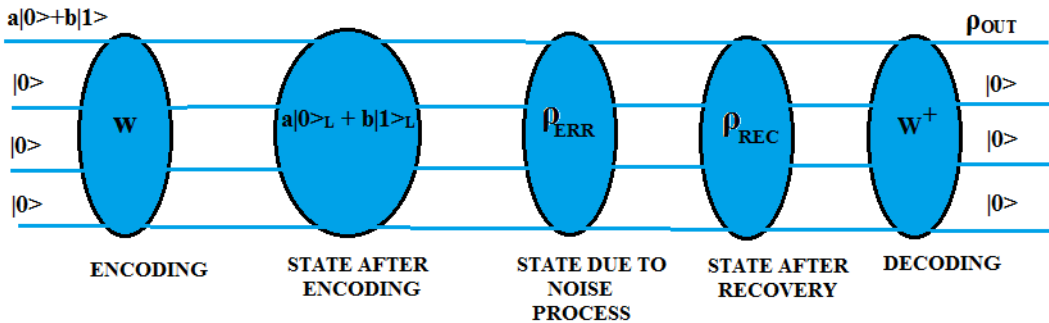 a|0>+b|1>
ρOUT
|0>
|0>
W
a|0>L + b|1>L
ρERR
ρREC
W+
|0>
|0>
|0>
|0>
ENCODING
STATE AFTER
ENCODING
STATE DUE TO
NOISE
PROCESS
STATE AFTER
RECOVERY
DECODING